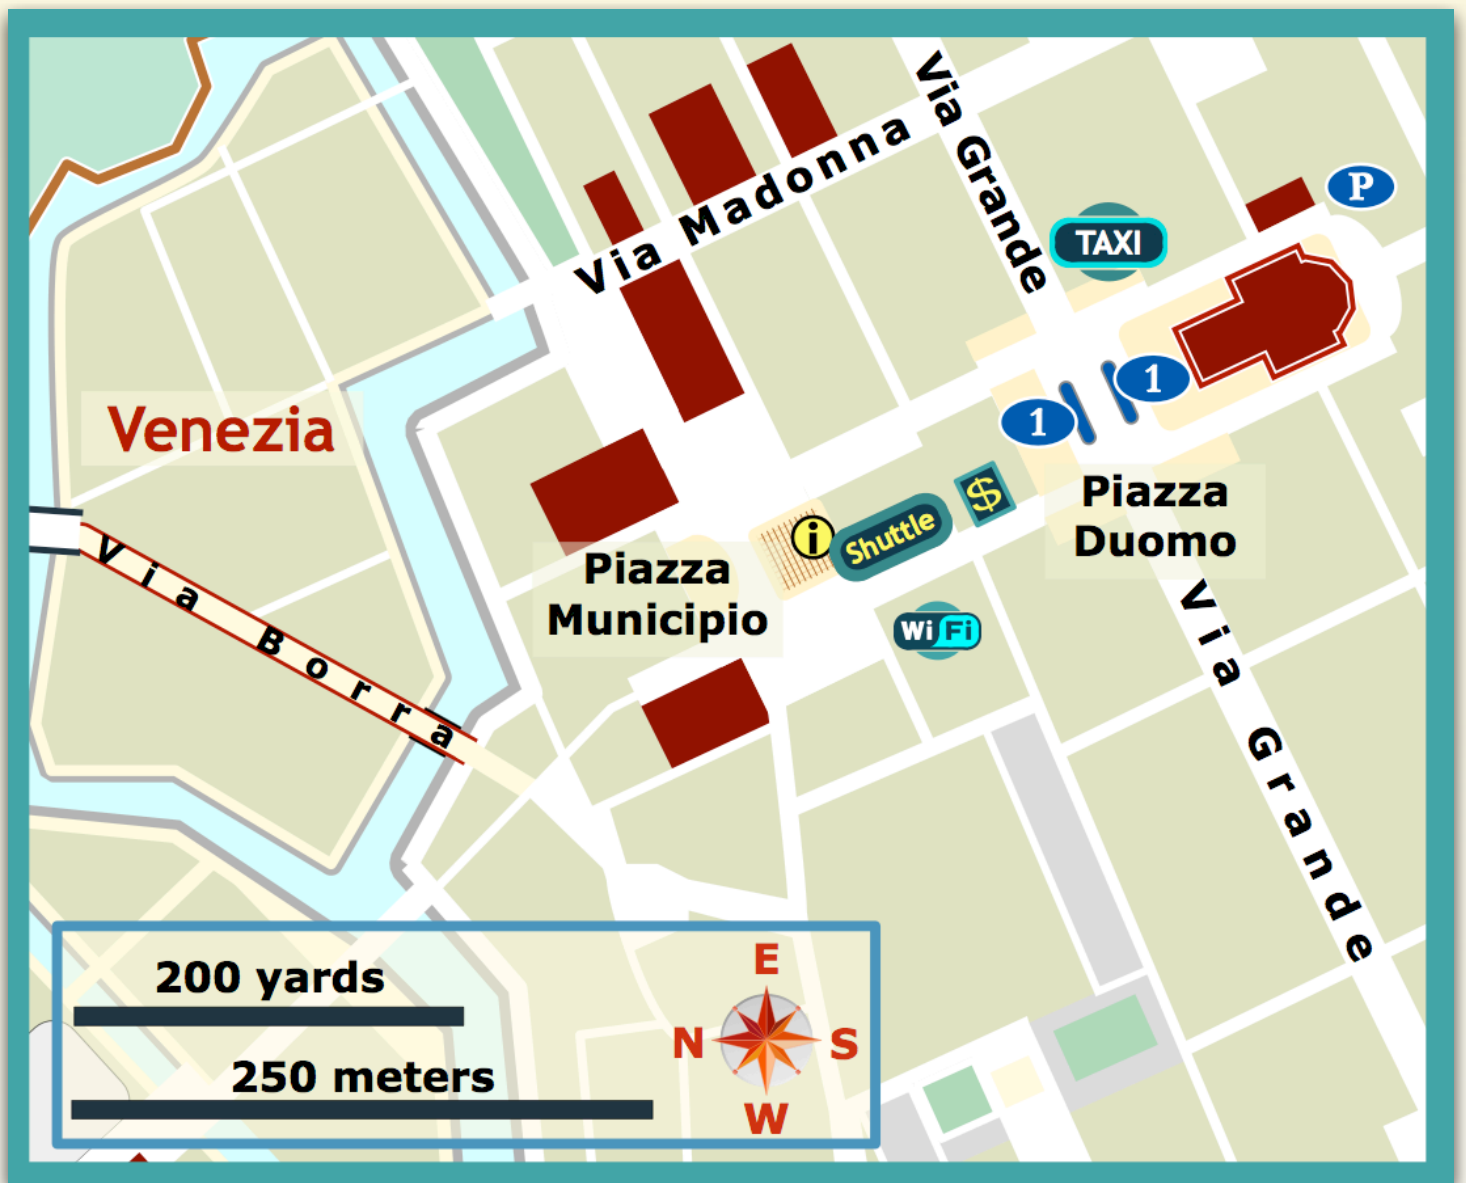 Via Madonna
Via Grande
P
TAXI
1
1
Venezia
$
i
Shuttle
Piazza
Duomo
Piazza
Municipio
WiFi
Via Borra
Via Grande
200 yards
250 meters
E
N
S
W